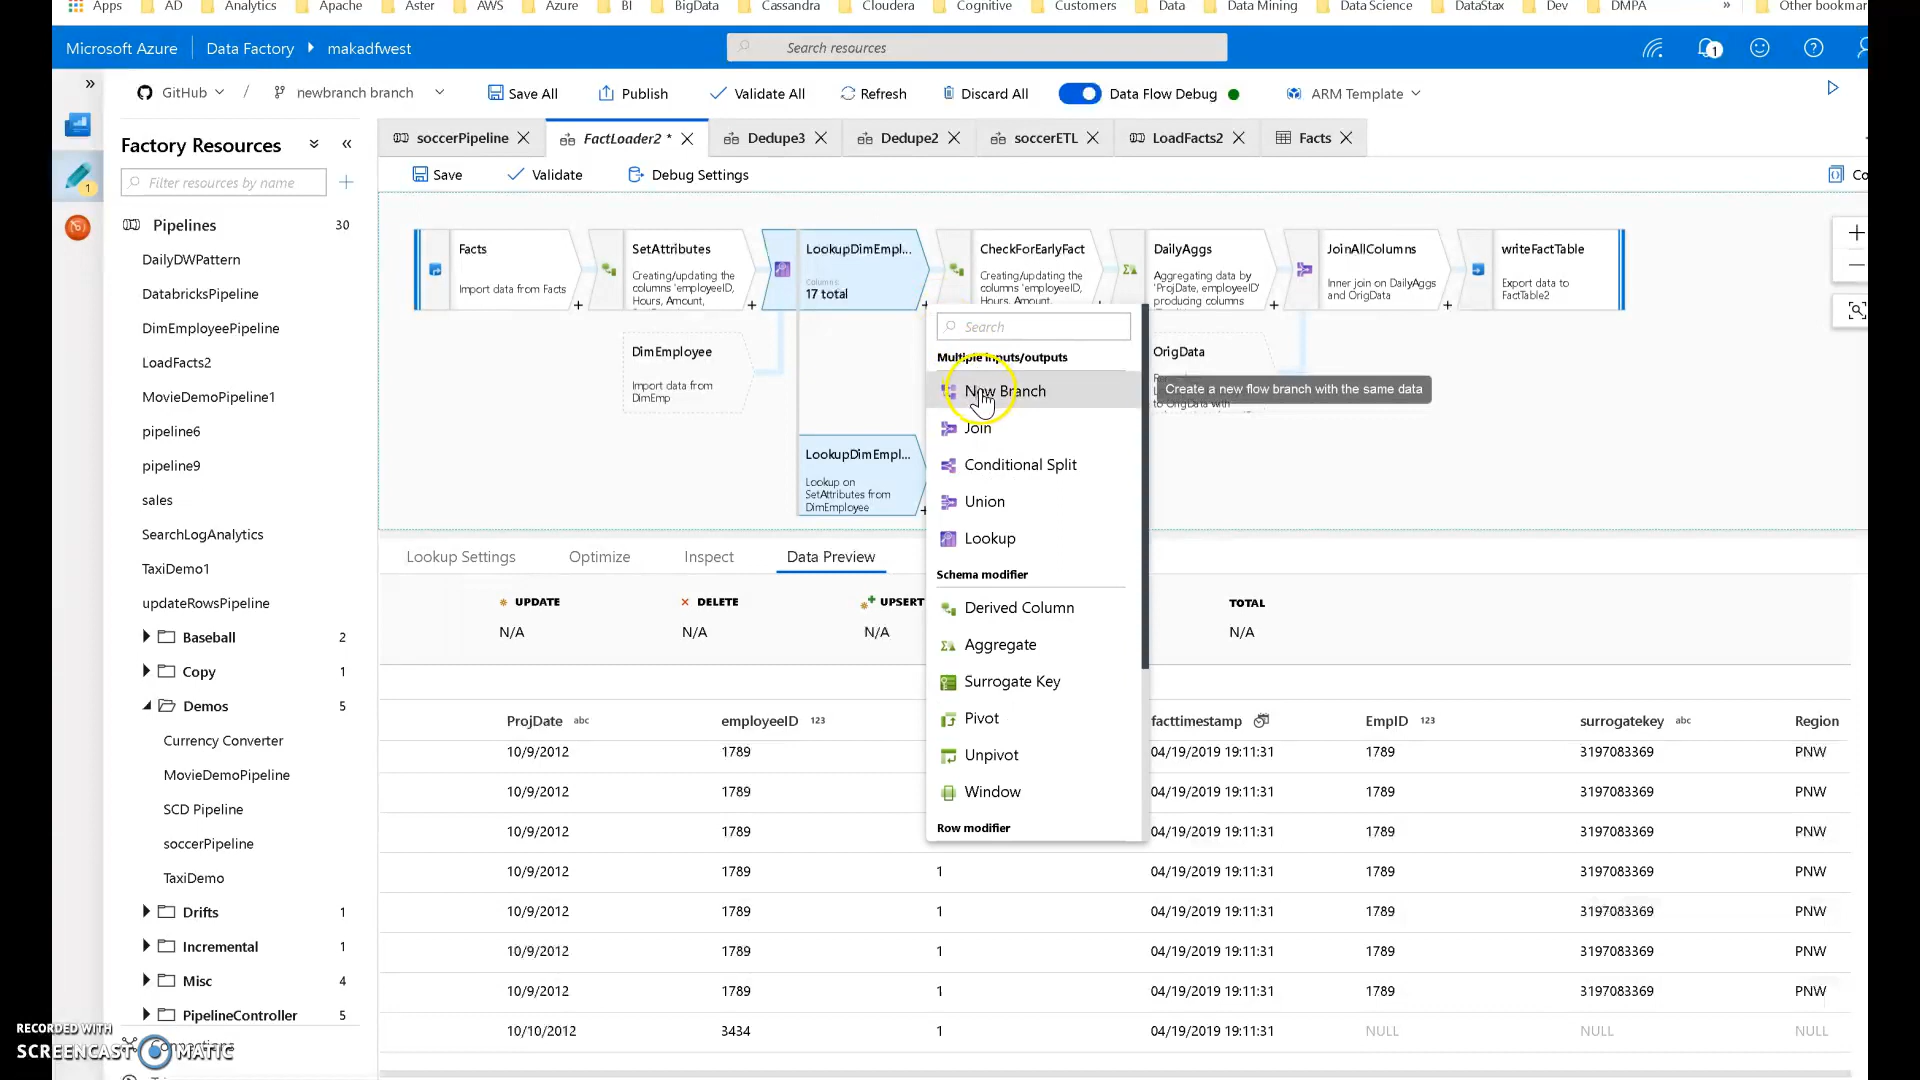 Apps AD Analytics Apache Aster AWS Azure BI BigData Cassandra Cloudera Cognitive Customers Data Data Mining Data Science DataStax Dev DMPA » Other bookmar
Microsoft Azure Data Factory makadfwest Search resources 1
» GitHub / newbranch branch Save All Publish Validate All Refresh Discard All Data Flow Debug ARM Template
soccerPipeline FactLoader2 * Dedupe3 Dedupe2 soccerETL LoadFacts2 Facts
Factory Resources «
Save Validate Debug Settings Co
Filter resources by name +
1
Pipelines 30
DailyDWPattern
DatabricksPipeline
DimEmployeePipeline
LoadFacts2
MovieDemoPipeline1
pipeline6
pipeline9
sales
SearchLogAnalytics
TaxiDemo1
updateRowsPipeline
Baseball 2
Copy 1
Demos 5
Currency Converter
MovieDemoPipeline
SCD Pipeline
soccerPipeline
TaxiDemo
Drifts 1
Incremental 1
Misc 4
PipelineController 5
Connections
Facts
Import data from Facts
SetAttributes
Creating/updating the
columns 'employeeID,
Hours, Amount,
LookupDimEmpl...
Columns:
17 total
CheckForEarlyFact
Creating/updating the
columns 'employeeID,
Hours, Amount,
DailyAggs
Aggregating data by
'ProjDate, employeeID'
producing columns
JoinAllColumns
Inner join on DailyAggs
and OrigData
writeFactTable
Export data to
FactTable2
DimEmployee
Import data from
DimEmp
OrigData
to OrigData with
LookupDimEmpl...
Lookup on
SetAttributes from
DimEmployee
Search
Multiple inputs/outputs
New Branch
Create a new flow branch with the same data
Join
Conditional Split
Union
Lookup
Schema modifier
Derived Column
Aggregate
Surrogate Key
Pivot
Unpivot
Window
Row modifier
Lookup Settings Optimize Inspect Data Preview
UPDATE DELETE UPSERT TOTAL
N/A N/A N/A N/A
ProjDate abc employeeID 123 facttimestamp EmpID 123 surrogatekey abc Region
10/9/2012 1789 04/19/2019 19:11:31 1789 3197083369 PNW
10/9/2012 1789 04/19/2019 19:11:31 1789 3197083369 PNW
10/9/2012 1789 04/19/2019 19:11:31 1789 3197083369 PNW
10/9/2012 1789 1 04/19/2019 19:11:31 1789 3197083369 PNW
10/9/2012 1789 1 04/19/2019 19:11:31 1789 3197083369 PNW
10/9/2012 1789 1 04/19/2019 19:11:31 1789 3197083369 PNW
10/9/2012 1789 1 04/19/2019 19:11:31 1789 3197083369 PNW
10/10/2012 3434 1 04/19/2019 19:11:31 NULL NULL NULL
RECORDED WITH
SCREENCAST MATIC